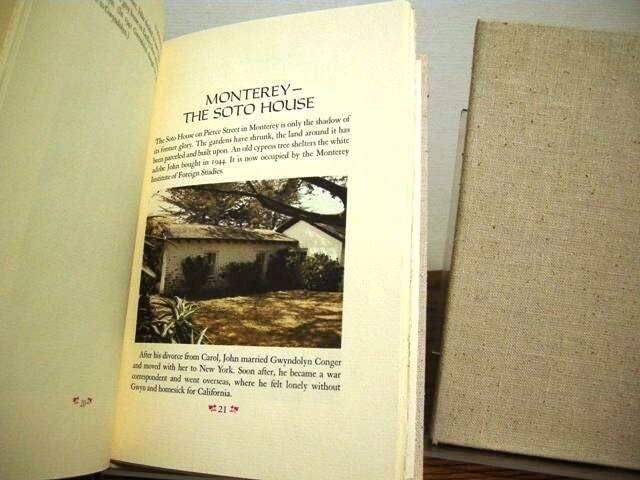 MONTEREY–
THE SOTO HOUSE
The Soto House on Pierce Street in Monterey is only the shadow of
its former glory. The gardens have shrunk, the land around it has
been parceled and built upon. An old cypress tree shelters the white
adobe John bought in 1944. It is now occupied by the Monterey
Institute of Foreign Studies.
After his divorce from Carol, John married Gwyndolyn Conger
and moved with her to New York. Soon after, he became a war
correspondent and went overseas, where he felt lonely without
Gwyn and homesick for California.
21